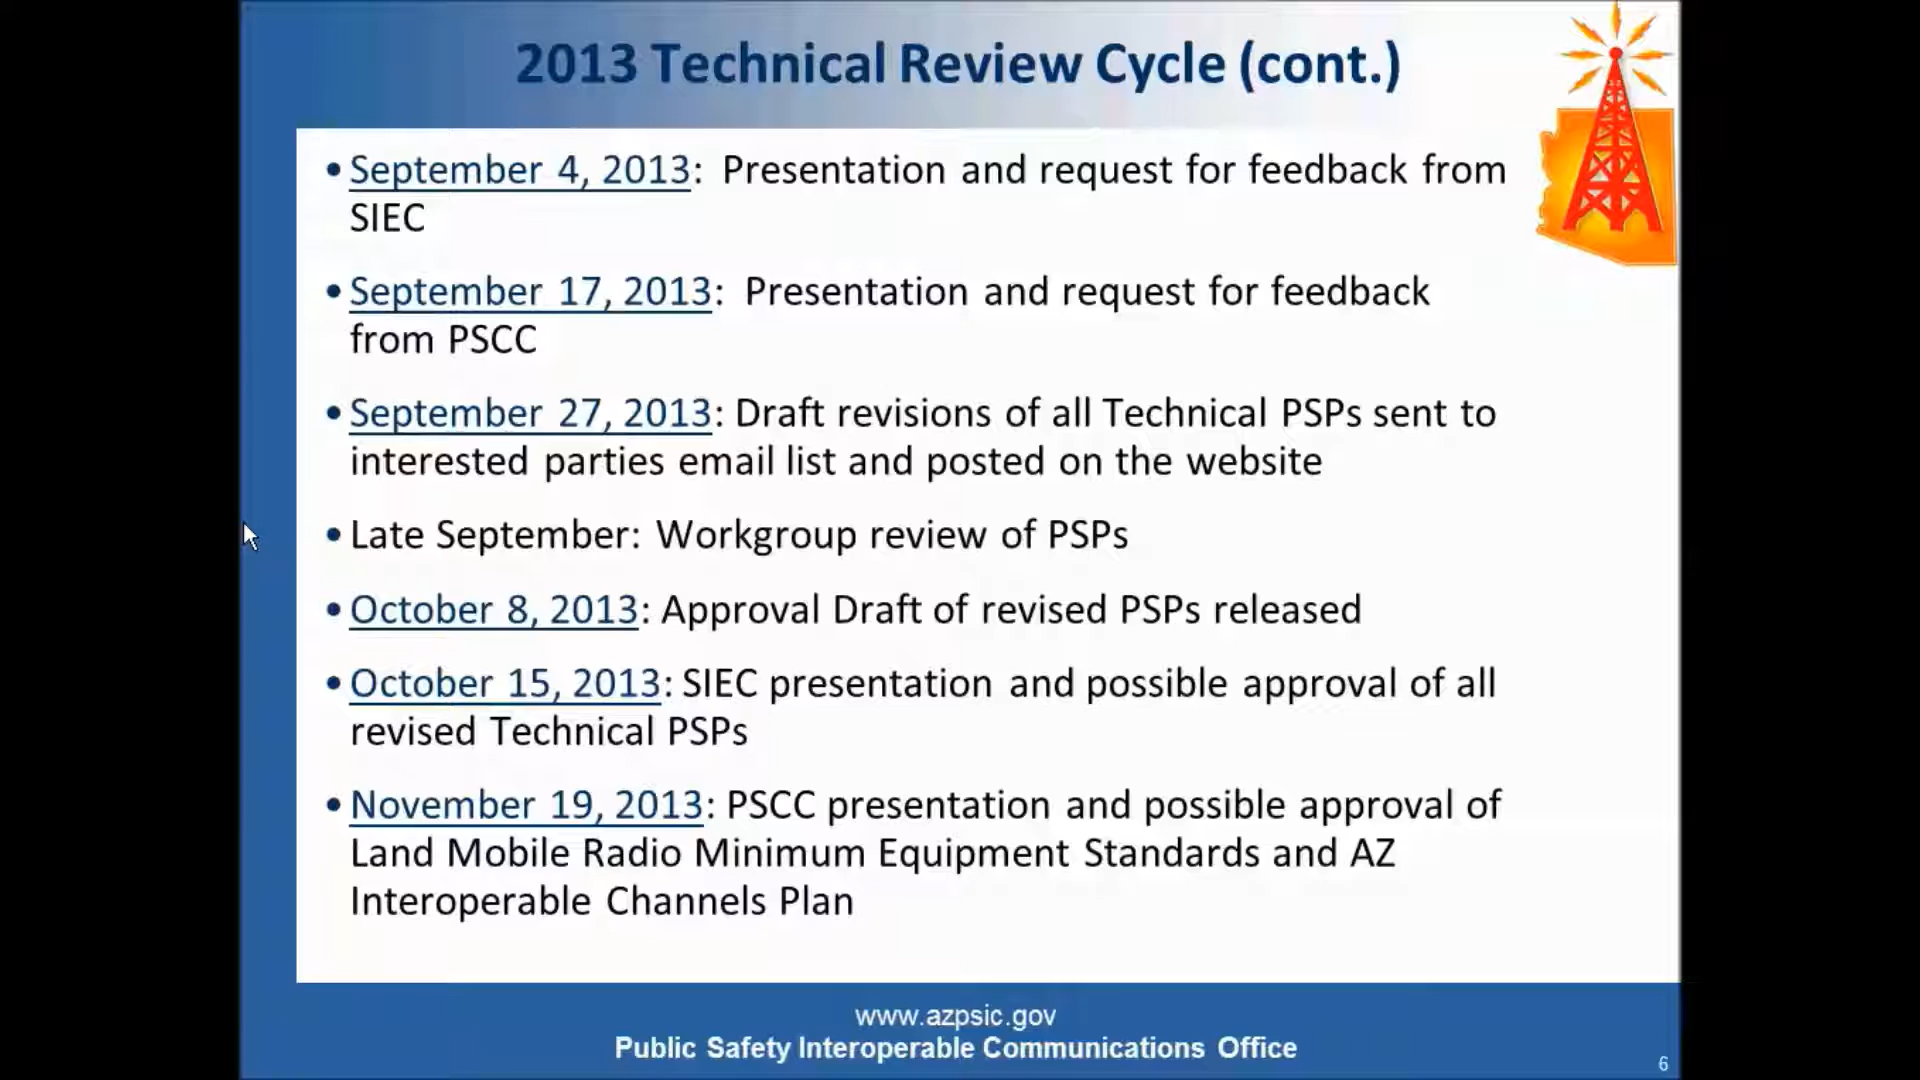 2013 Technical Review Cycle (cont.)
• September 4, 2013: Presentation and request for feedback from
SIEC
• September 17, 2013: Presentation and request for feedback
from PSCC
• September 27, 2013: Draft revisions of all Technical PSPs sent to
interested parties email list and posted on the website
• Late September: Workgroup review of PSPs
• October 8, 2013: Approval Draft of revised PSPs released
• October 15, 2013: SIEC presentation and possible approval of all
revised Technical PSPs
• November 19, 2013: PSCC presentation and possible approval of
Land Mobile Radio Minimum Equipment Standards and AZ
Interoperable Channels Plan
www.azpsic.gov
Public Safety Interoperable Communications Office
6